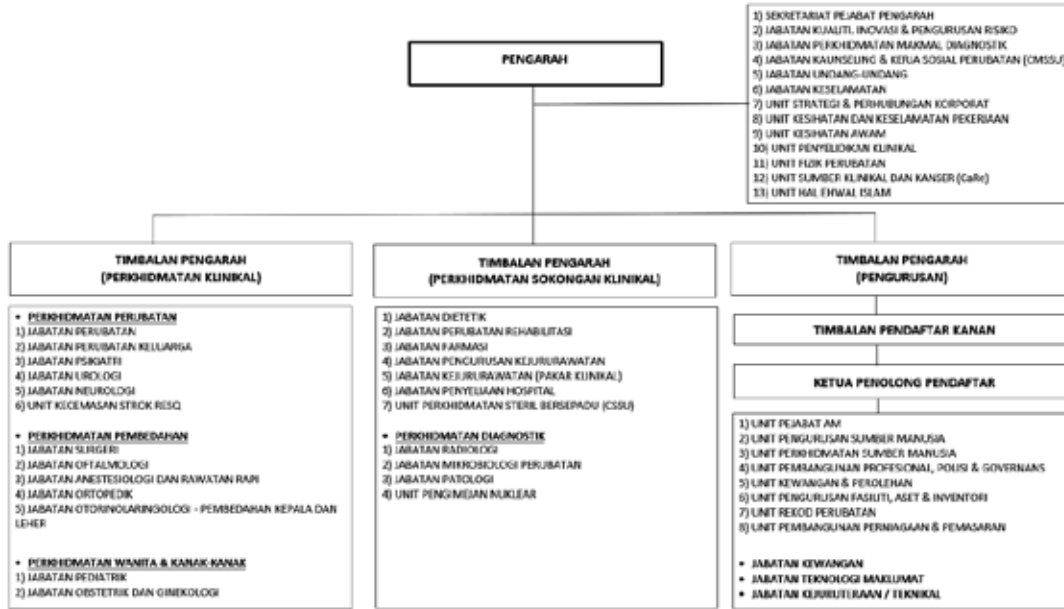 PENGARAH
1) SEKRETARIAT PEJABAT PENGARAH
2) JABATAN KUALITI, INOVASI & PENGURUSAN RISIKO
3) JABATAN PERKHIDMATAN MAKMAL DIAGNOSTIK
4) JABATAN KAUNSELING & KERJA SOSIAL PERUBATAN (CMSSU)
5) JABATAN UNDANG-UNDANG
6) JABATAN KESELAMATAN
7) UNIT STRATEGI & PERHUBUNGAN KORPORAT
8) UNIT KESIHATAN DAN KESELAMATAN PEKERJAAN
9) UNIT KESIHATAN AWAM
10) UNIT PENYELIDIKAN KLINIKAL
11) UNIT FIZIK PERUBATAN
12) UNIT SUMBER KLINIKAL DAN KANSER (CaRe)
13) UNIT HAL EHWAL ISLAM
TIMBALAN PENGARAH
(PERKHIDMATAN KLINIKAL)
• PERKHIDMATAN PERUBATAN
1) JABATAN PERUBATAN
2) JABATAN PERUBATAN KELUARGA
3) JABATAN PSIKIATRI
4) JABATAN UROLOGI
5) JABATAN NEUROLOGI
6) UNIT KECEMASAN STROK RESQ
• PERKHIDMATAN PEMBEDAHAN
1) JABATAN SURGERI
2) JABATAN OFTALMOLOGI
3) JABATAN ANESTESIOLOGI DAN RAWATAN RAPI
4) JABATAN ORTOPEDIK
5) JABATAN OTORINOLARINGOLOGI - PEMBEDAHAN KEPALA DAN
LEHER
• PERKHIDMATAN WANITA & KANAK-KANAK
1) JABATAN PEDIATRIK
2) JABATAN OBSTETRIK DAN GINEKOLOGI
TIMBALAN PENGARAH
(PERKHIDMATAN SOKONGAN KLINIKAL)
1) JABATAN DIETETIK
2) JABATAN PERUBATAN REHABILITASI
3) JABATAN FARMASI
4) JABATAN PENGURUSAN KEJURURAWATAN
5) JABATAN KEJURURAWATAN (PAKAR KLINIKAL)
6) JABATAN PENYELIAAN HOSPITAL
7) UNIT PERKHIDMATAN STERIL BERSEPADU (CSSU)
• PERKHIDMATAN DIAGNOSTIK
1) JABATAN RADIOLOGI
2) JABATAN MIKROBIOLOGI PERUBATAN
3) JABATAN PATOLOGI
4) UNIT PENGIMEJAN NUKLEAR
TIMBALAN PENGARAH
(PENGURUSAN)
TIMBALAN PENDAFTAR KANAN
KETUA PENOLONG PENDAFTAR
1) UNIT PEJABAT AM
2) UNIT PENGURUSAN SUMBER MANUSIA
3) UNIT PERKHIDMATAN SUMBER MANUSIA
4) UNIT PEMBANGUNAN PROFESIONAL, POLISI & GOVERNANS
5) UNIT KEWANGAN & PEROLEHAN
6) UNIT PENGURUSAN FASILITI, ASET & INVENTORI
7) UNIT REKOD PERUBATAN
8) UNIT PEMBANGUNAN PERNIAGAAN & PEMASARAN
• JABATAN KEWANGAN
• JABATAN TEKNOLOGI MAKLUMAT
• JABATAN KEJURUTERAAN / TEKNIKAL